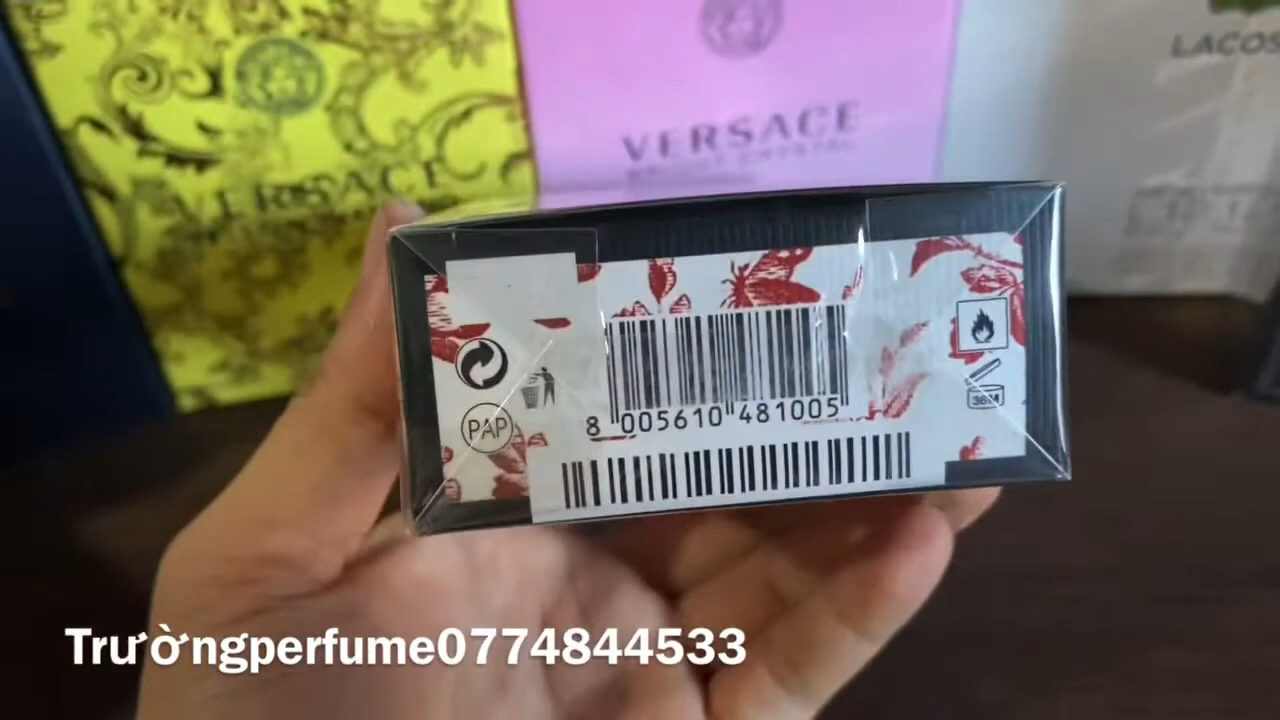 LACOS
VERSACE
VERSACE
PAP
36M
8 005610 481005
Trườngperfume0774844533